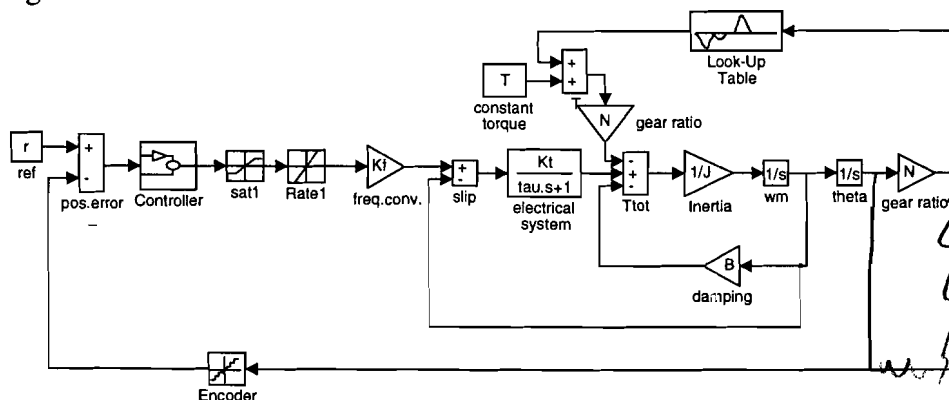 Look-Up
Table
T
constant
torque
+
+
T
N
gear ratio
r
ref
+
-
pos.error
Controller
sat1
Rate1
Kf
freq.conv.
+
-
slip
Kt
tau.s+1
electrical
system
-
+
-
Ttot
1/J
Inertia
1/s
wm
1/s
theta
N
gear ratio
B
damping
Encoder